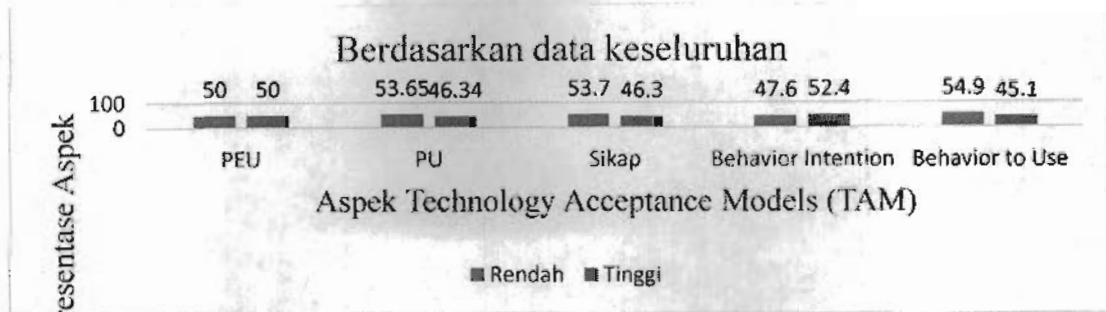 Berdasarkan data keseluruhan
50 50 53.65 46.34 53.7 46.3 47.6 52.4 54.9 45.1
100
0
PEU PU Sikap Behavior Intention Behavior to Use
Aspek Technology Acceptance Models (TAM)
Rendah Tinggi
Aspek